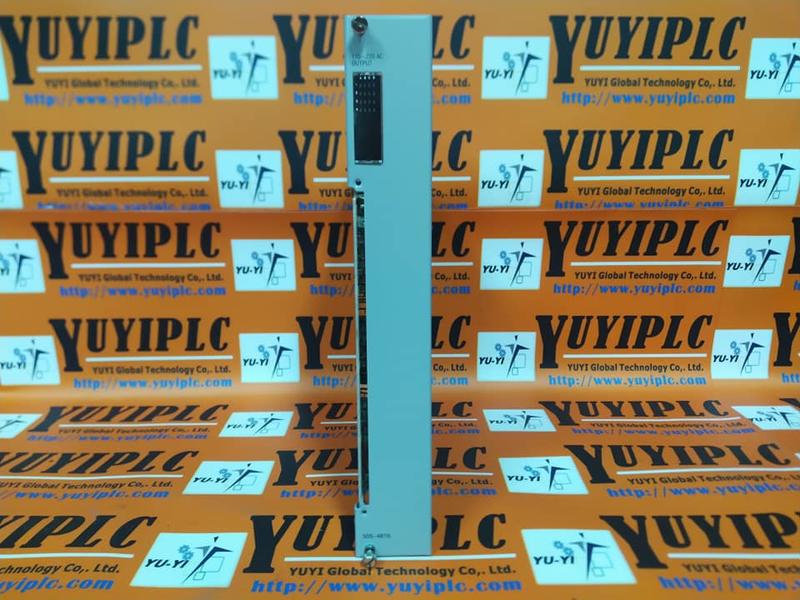 YUYIPLC
YUYI Global Technology Co,. Ltd.
http://www.yuyiplc.com
YU-YI
110-220 AC
OUTPUT
505-4816